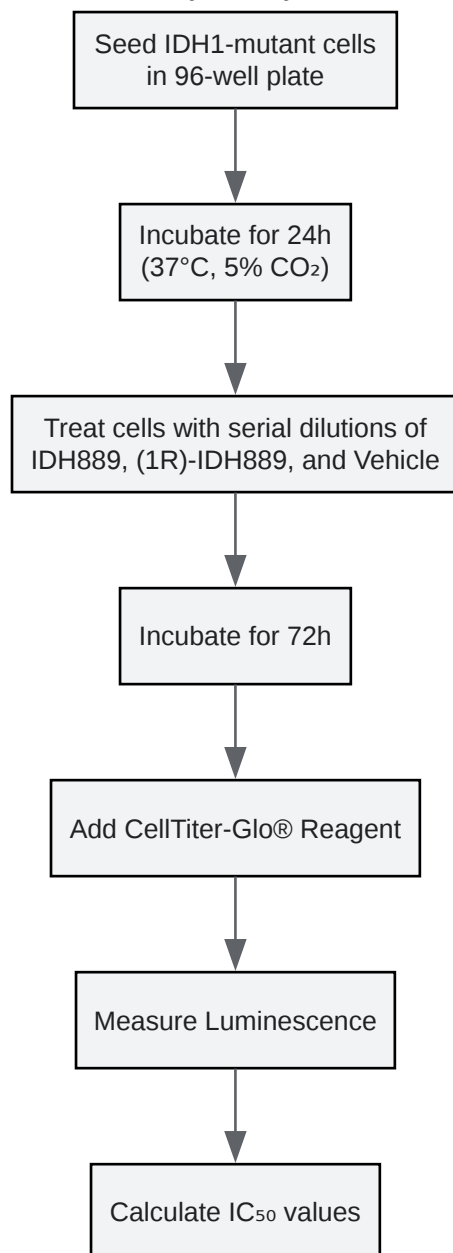 Seed IDH1-mutant cells
in 96-well plate
Incubate for 24h
(37°C, 5% CO₂)
Treat cells with serial dilutions of
IDH889, (1R)-IDH889, and Vehicle
Incubate for 72h
Add CellTiter-Glo® Reagent
Measure Luminescence
Calculate IC₅₀ values